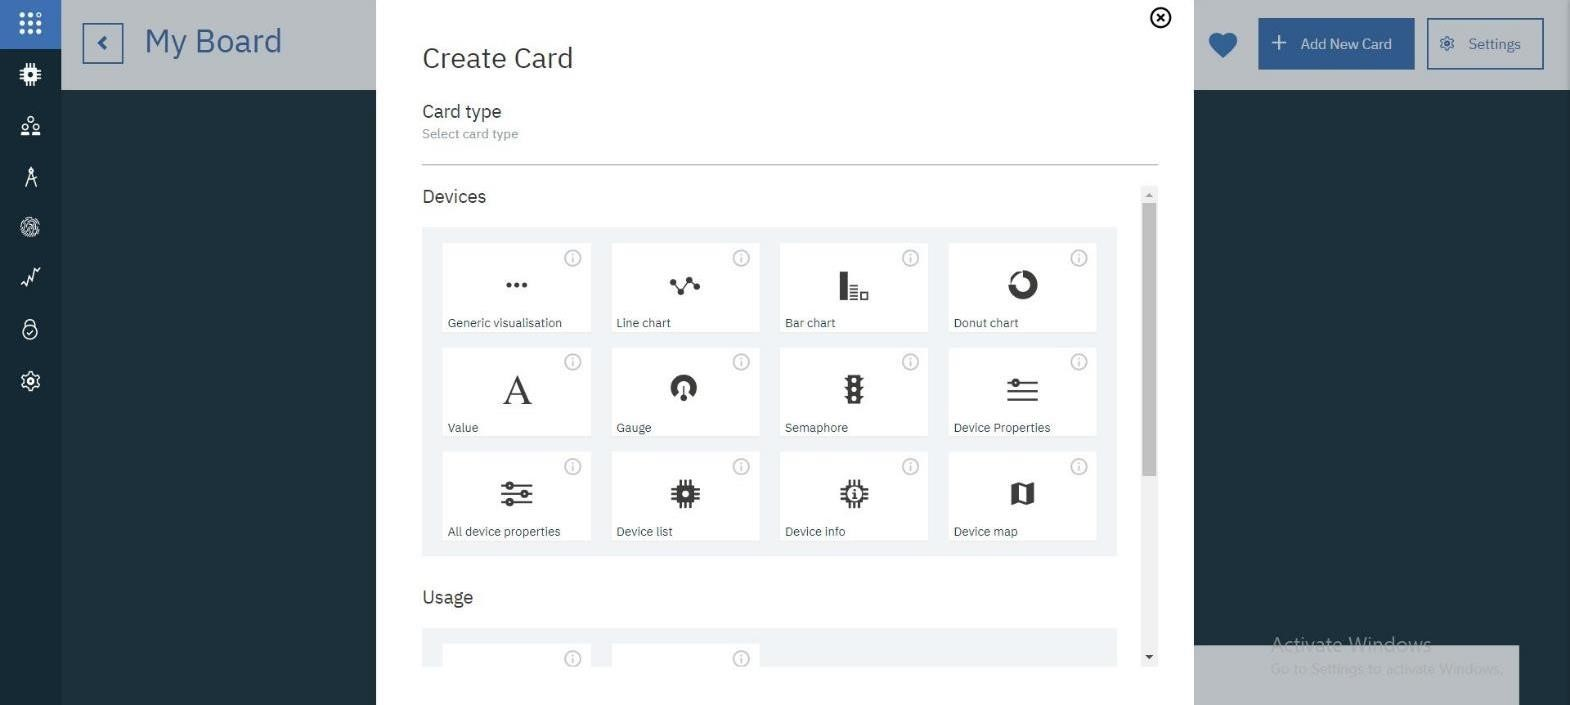 My Board
Create Card
Add New Card
Settings
Card type
Select card type
Devices
Generic visualisation
Line chart
Bar chart
Donut chart
A
Value
Gauge
Semaphore
Device Properties
All device properties
Device list
Device info
Device map
Usage
Activate Windows
Go to Settings to activate Windows.